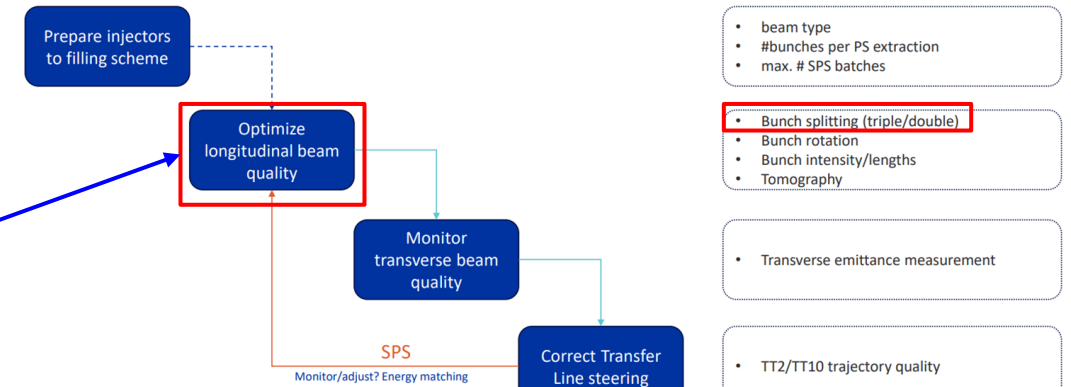 Prepare injectors
to filling scheme
• beam type
• #bunches per PS extraction
• max. # SPS batches
Optimize
longitudinal beam
quality
• Bunch splitting (triple/double)
• Bunch rotation
• Bunch intensity/lengths
• Tomography
Monitor
transverse beam
quality
• Transverse emittance measurement
SPS
Monitor/adjust? Energy matching
Correct Transfer
Line steering
• TT2/TT10 trajectory quality